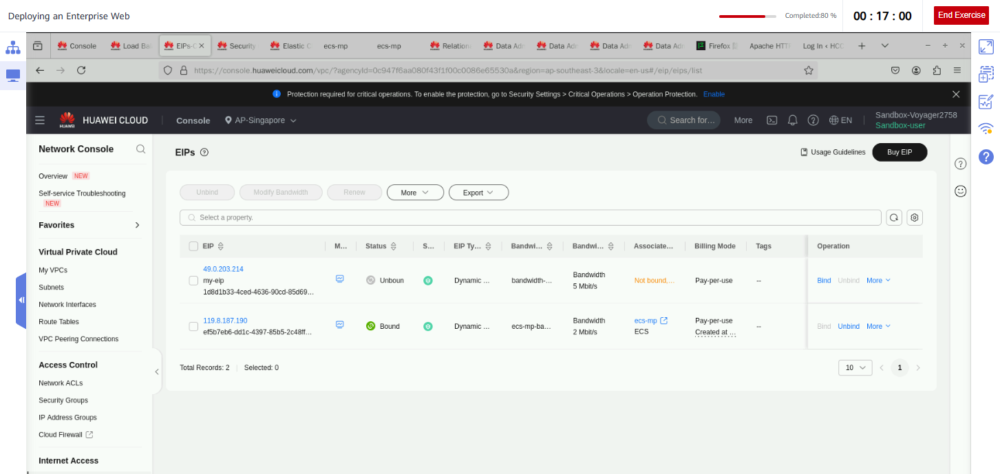 Deploying an Enterprise Web
Completed:80 %
00 : 17 : 00
End Exercise
Console
Load Ba
EIPs-C
Security
Elastic C
ecs-mp
ecs-mp
Relation
Data Adm
Data Adm
Data Adm
Data Adm
Firefox
Apache HTT
Log In ‹ HCC
https://console.huaweicloud.com/vpc/?agencyId=0c947f6aa080f43f1f00c0086e65530a&region=ap-southeast-3&locale=en-us#/eip/eips/list
Protection required for critical operations. To enable the protection, go to Security Settings > Critical Operations > Operation Protection. Enable
HUAWEI
HUAWEI CLOUD
Console
AP-Singapore
Search for…
More
EN
Sandbox-Voyager2758
Sandbox-user
Network Console
Overview NEW
Self-service Troubleshooting
NEW
Favorites
Virtual Private Cloud
My VPCs
Subnets
Network Interfaces
Route Tables
VPC Peering Connections
Access Control
Network ACLs
Security Groups
IP Address Groups
Cloud Firewall
Internet Access
EIPs
Usage Guidelines
Buy EIP
Unbind
Modify Bandwidth
Renew
More
Export
Select a property.
EIP M... Status S... EIP Ty... Bandwi... Bandwi... Associate... Billing Mode Tags Operation
49.0.203.214
my-eip
1d8d1b33-4ced-4636-90cd-85d69...
Unboun
Dynamic ...
bandwidth-...
Bandwidth
5 Mbit/s
Not bound,...
Pay-per-use
--
Bind Unbind More
119.8.187.190
ef5b7eb6-dd1c-4397-85b5-2c48ff...
Bound
Dynamic ...
ecs-mp-ba...
Bandwidth
2 Mbit/s
ecs-mp
ECS
Pay-per-use
Created at ...
--
Bind Unbind More
Total Records: 2
Selected: 0
10
1